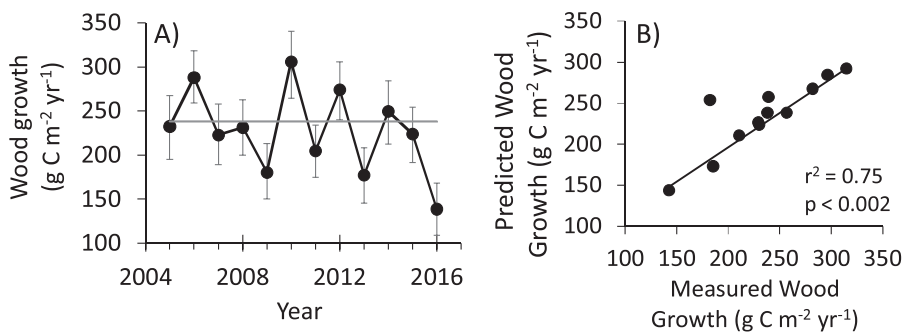 A)
Wood growth
(g C m⁻² yr⁻¹)
350
300
250
200
150
100
2004
2008
2012
2016
Year
B)
Predicted Wood
Growth (g C m⁻² yr⁻¹)
350
300
250
200
150
100
r² = 0.75
p < 0.002
100
150
200
250
300
350
Measured Wood
Growth (g C m⁻² yr⁻¹)